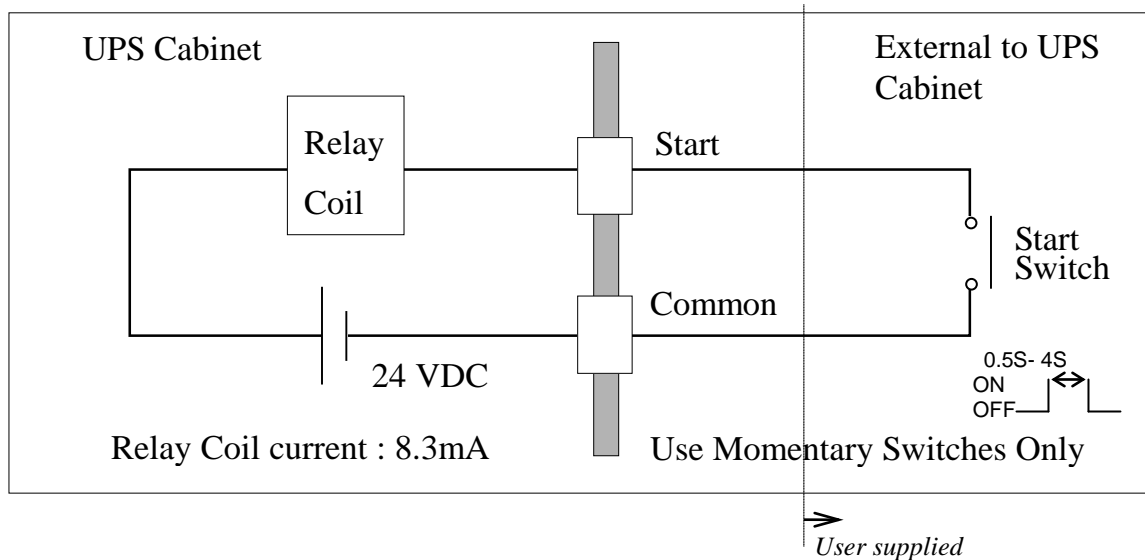 UPS Cabinet
External to UPS
Cabinet
Relay
Coil
Start
Start
Switch
Common
24 VDC
0.5S- 4S
ON
OFF
Relay Coil current : 8.3mA
Use Momentary Switches Only
User supplied